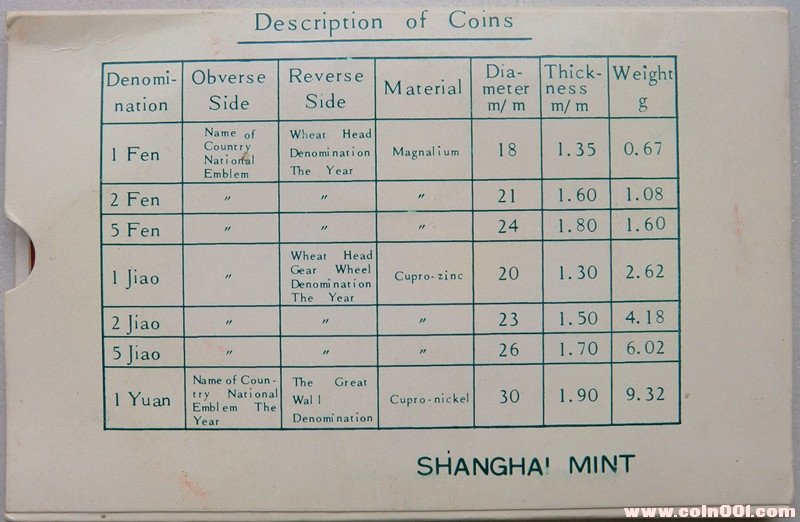 Description of Coins
Denomi-nation Obverse Side Reverse Side Material Dia-meter m/m Thick-ness m/m Weight g
1 Fen Name of Country National Emblem Wheat Head Denomination The Year Magnalium 18 1.35 0.67
2 Fen 〃 〃 〃 21 1.60 1.08
5 Fen 〃 〃 〃 24 1.80 1.60
1 Jiao 〃 Wheat Head Gear Wheel Denomination The Year Cupro-zinc 20 1.30 2.62
2 Jiao 〃 〃 〃 23 1.50 4.18
5 Jiao 〃 〃 〃 26 1.70 6.02
1 Yuan Name of Coun-try National Emblem The Year The Great Wall Denomination Cupro-nickel 30 1.90 9.32
SHANGHAI MINT
www.coin001.com